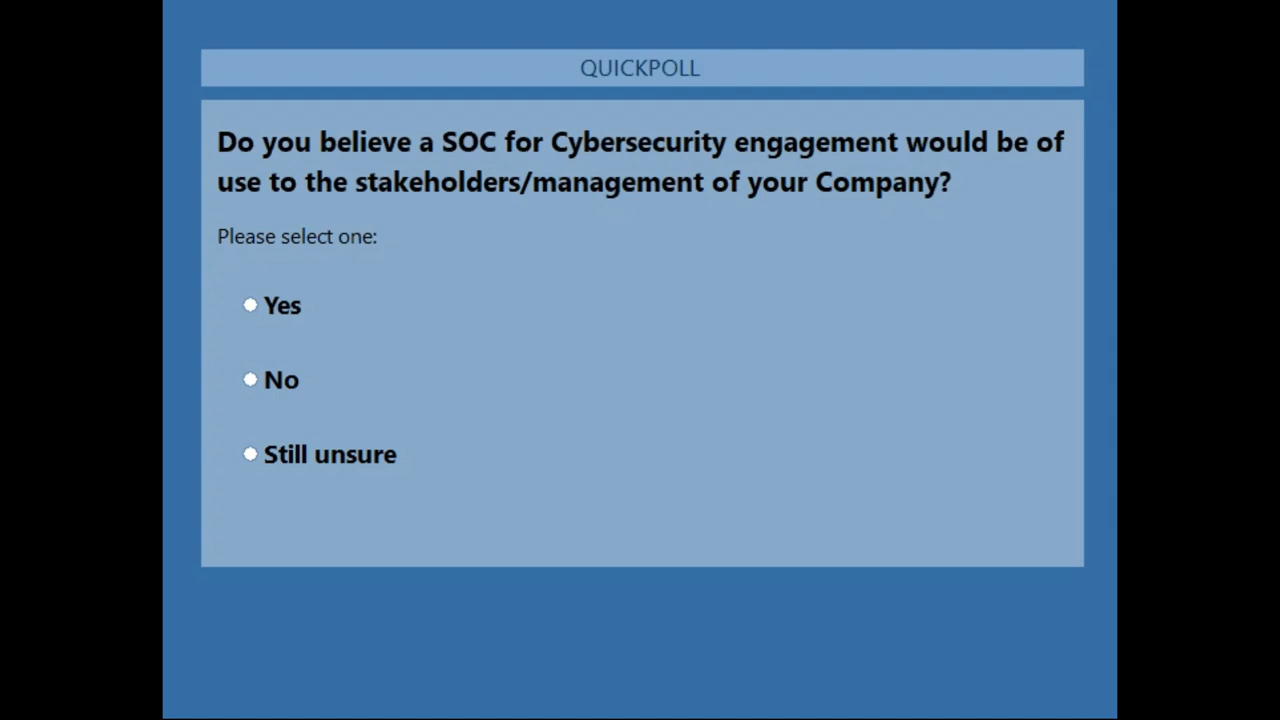 QUICKPOLL
Do you believe a SOC for Cybersecurity engagement would be of
use to the stakeholders/management of your Company?
Please select one:
Yes
No
Still unsure